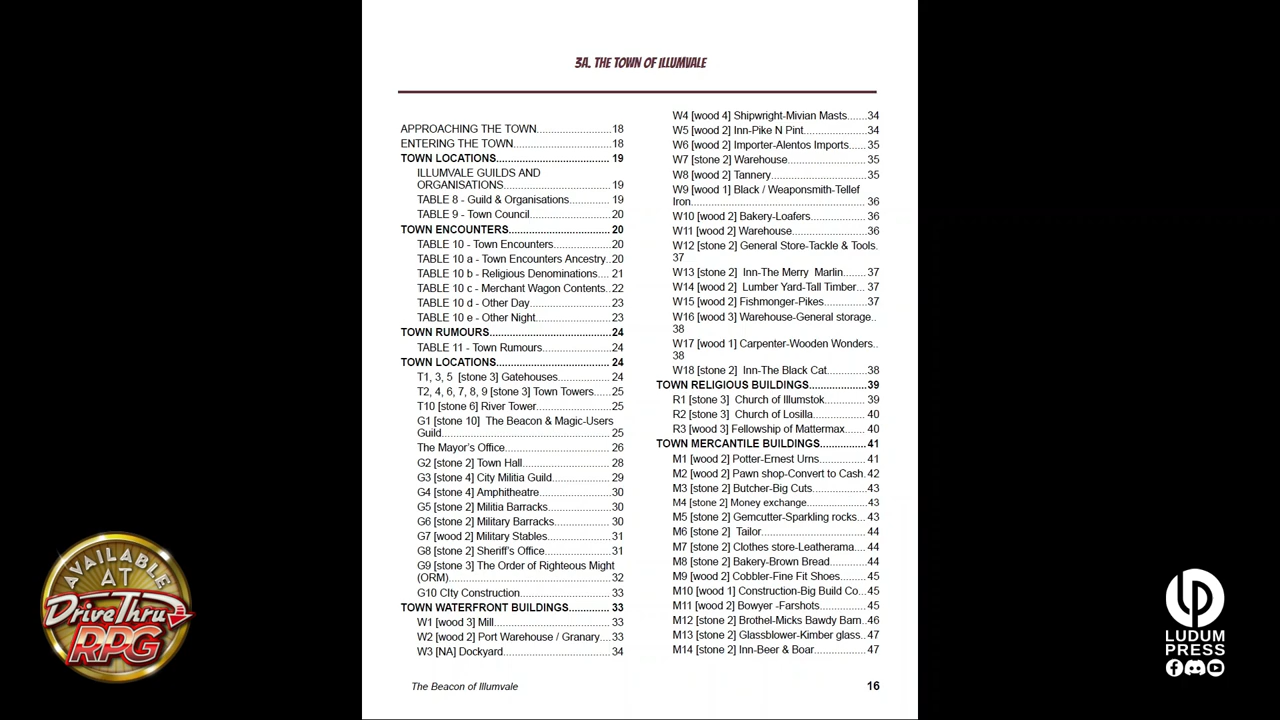 3A. THE TOWN OF ILLUMVALE
APPROACHING THE TOWN.........................18
ENTERING THE TOWN................................18
TOWN LOCATIONS..................................... 19
ILLUMVALE GUILDS AND
ORGANISATIONS................................... 19
TABLE 8 - Guild & Organisations............. 19
TABLE 9 - Town Council...........................20
TOWN ENCOUNTERS................................ 20
TABLE 10 - Town Encounters...................20
TABLE 10 a - Town Encounters Ancestry..20
TABLE 10 b - Religious Denominations.... 21
TABLE 10 c - Merchant Wagon Contents..22
TABLE 10 d - Other Day...........................23
TABLE 10 e - Other Night.........................23
TOWN RUMOURS.......................................24
TABLE 11 - Town Rumours.......................24
TOWN LOCATIONS..................................... 24
T1, 3, 5 [stone 3] Gatehouses.................. 24
T2, 4, 6, 7, 8, 9 [stone 3] Town Towers......25
T10 [stone 6] River Tower.........................25
G1 [stone 10] The Beacon & Magic-Users
Guild........................................................ 25
The Mayor's Office................................... 26
G2 [stone 2] Town Hall............................. 28
G3 [stone 4] City Militia Guild................... 29
G4 [stone 4] Amphitheatre........................30
G5 [stone 2] Militia Barracks.....................30
G6 [stone 2] Military Barracks.................. 30
G7 [wood 2] Military Stables.....................31
G8 [stone 2] Sheriff's Office......................31
G9 [stone 3] The Order of Righteous Might
(ORM)...................................................... 32
G10 CIty Construction.............................. 33
TOWN WATERFRONT BUILDINGS............. 33
W1 [wood 3] Mill.......................................33
W2 [wood 2] Port Warehouse / Granary....33
W3 [NA] Dockyard.................................... 34
W4 [wood 4] Shipwright-Mivian Masts.......34
W5 [wood 2] Inn-Pike N Pint.....................34
W6 [wood 2] Importer-Alentos Imports...... 35
W7 [stone 2] Warehouse...........................35
W8 [wood 2] Tannery................................35
W9 [wood 1] Black / Weaponsmith-Tellef
Iron........................................................... 36
W10 [wood 2] Bakery-Loafers................... 36
W11 [wood 2] Warehouse......................... 36
W12 [stone 2] General Store-Tackle & Tools.
37
W13 [stone 2] Inn-The Merry Marlin........ 37
W14 [wood 2] Lumber Yard-Tall Timber... 37
W15 [wood 2] Fishmonger-Pikes...............37
W16 [wood 3] Warehouse-General storage..
38
W17 [wood 1] Carpenter-Wooden Wonders..
38
W18 [stone 2] Inn-The Black Cat.............38
TOWN RELIGIOUS BUILDINGS..................39
R1 [stone 3] Church of Illumstok............. 39
R2 [stone 3] Church of Losilla................. 40
R3 [wood 3] Fellowship of Mattermax....... 40
TOWN MERCANTILE BUILDINGS............... 41
M1 [wood 2] Potter-Ernest Urns................41
M2 [wood 2] Pawn shop-Convert to Cash. 42
M3 [stone 2] Butcher-Big Cuts..................43
M4 [stone 2] Money exchange....................43
M5 [stone 2] Gemcutter-Sparkling rocks... 43
M6 [stone 2] Tailor.................................. 44
M7 [stone 2] Clothes store-Leatherama.... 44
M8 [stone 2] Bakery-Brown Bread............ 44
M9 [wood 2] Cobbler-Fine Fit Shoes.........45
M10 [wood 1] Construction-Big Build Co...45
M11 [wood 2] Bowyer -Farshots................45
M12 [stone 2] Brothel-Micks Bawdy Barn..46
M13 [stone 2] Glassblower-Kimber glass.. 47
M14 [stone 2] Inn-Beer & Boar..................47
The Beacon of Illumvale
16
AVAILABLE
AT
DriveThru
RPG
LUDUM
PRESS